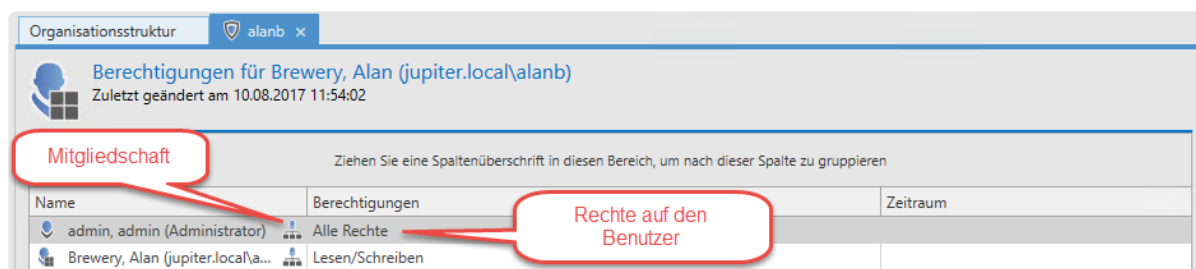 Organisationsstruktur alanb ×
Berechtigungen für Brewery, Alan (jupiter.local\alanb)
Zuletzt geändert am 10.08.2017 11:54:02
Mitgliedschaft
Ziehen Sie eine Spaltenüberschrift in diesen Bereich, um nach dieser Spalte zu gruppieren
Name Berechtigungen Zeitraum
Rechte auf den
Benutzer
admin, admin (Administrator) Alle Rechte
Brewery, Alan (jupiter.local\a... Lesen/Schreiben